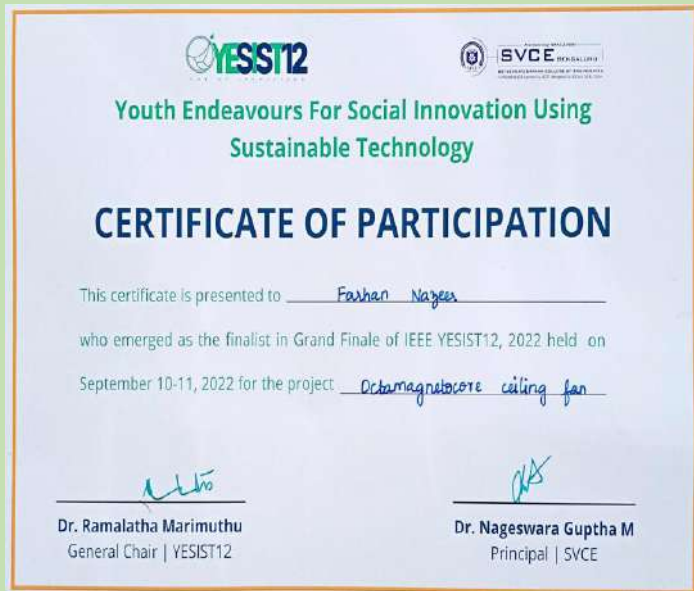 YESIST12
SVCE BENGALURU
Youth Endeavours For Social Innovation Using
Sustainable Technology
CERTIFICATE OF PARTICIPATION
This certificate is presented to Farhan Nazeer
who emerged as the finalist in Grand Finale of IEEE YESIST12, 2022 held on
September 10-11, 2022 for the project Octamagnetocore ceiling fan
Dr. Ramalatha Marimuthu
General Chair | YESIST12
Dr. Nageswara Guptha M
Principal | SVCE